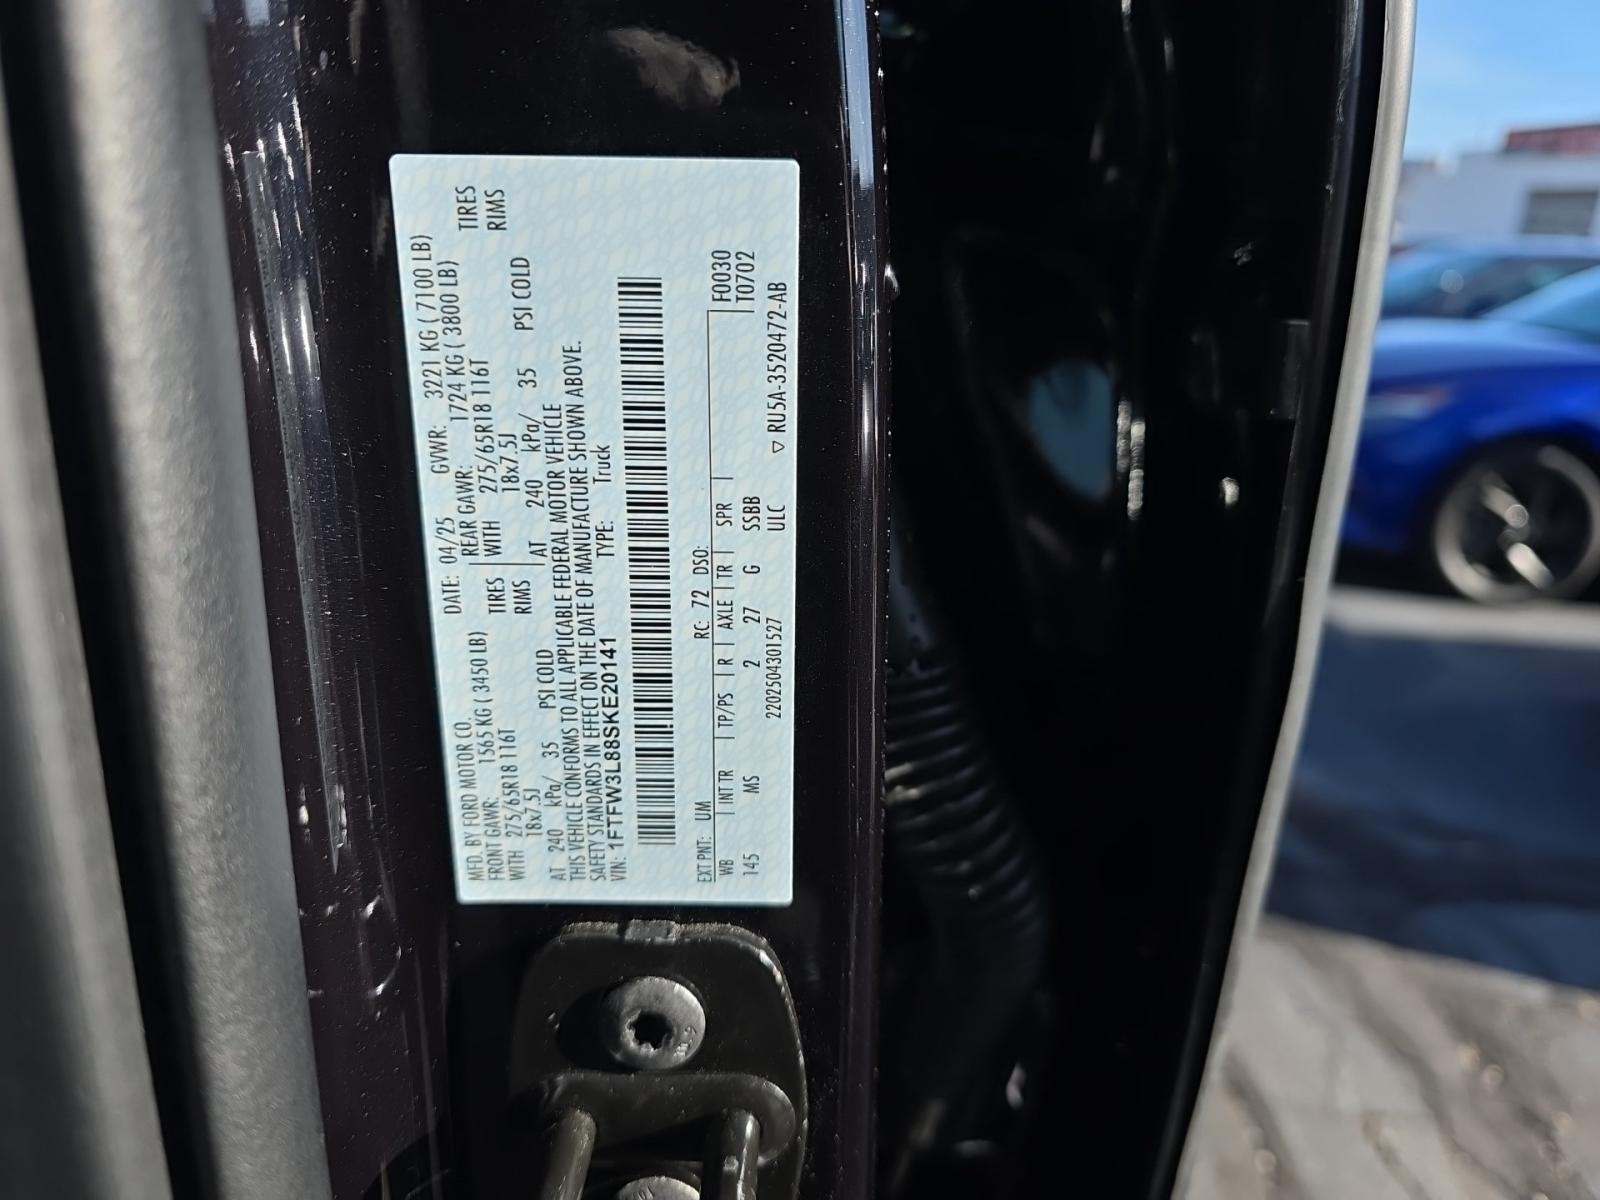 MFD. BY FORD MOTOR CO.
DATE: 04/25 GVWR: 3221 KG ( 7100 LB)
FRONT GAWR: 1565 KG ( 3450 LB) REAR GAWR: 1724 KG ( 3800 LB)
WITH 275/65R18 116T TIRES WITH 275/65R18 116T TIRES
18x7.5J RIMS 18x7.5J RIMS
AT 240 kPa/ 35 PSI COLD AT 240 kPa/ 35 PSI COLD
THIS VEHICLE CONFORMS TO ALL APPLICABLE FEDERAL MOTOR VEHICLE
SAFETY STANDARDS IN EFFECT ON THE DATE OF MANUFACTURE SHOWN ABOVE.
VIN: 1FTFW3L88SKE20141 TYPE: Truck
EXT PNT: UM RC: 72 DSO: F0030
WB | INT TR | TP/PS | R | AXLE | TR | SPR | T0702
145 MS 2 27 G SSBB
2202504301527 ULC ▽ RU5A-3520472-AB